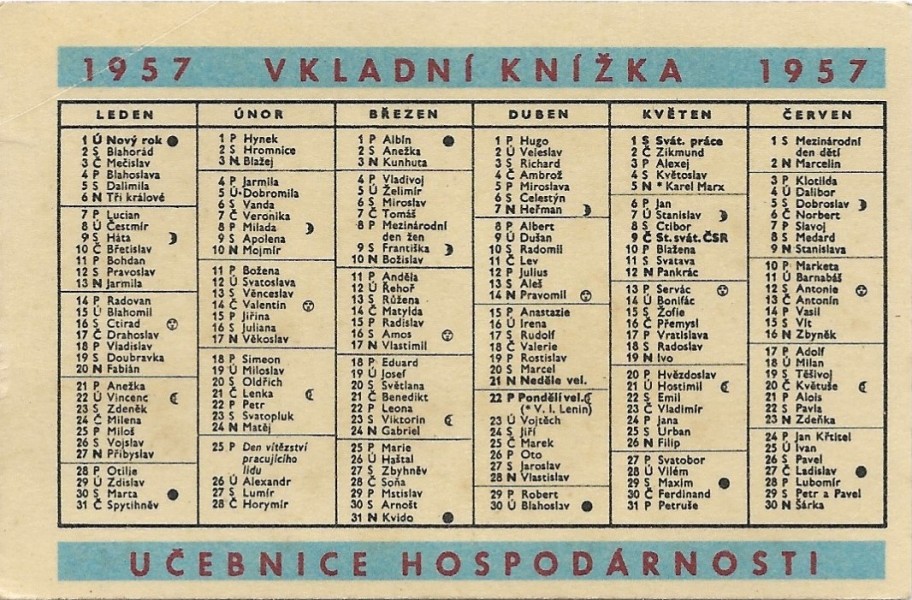 1957 VKLADNÍ KNÍŽKA 1957
LEDEN
1 Ú Nový rok
2 S Blahorád
3 Č Mečislav
4 P Blahoslava
5 S Dalimila
6 N Tří králové
7 P Lucian
8 Ú Čestmír
9 S Háta
10 Č Břetislav
11 P Bohdan
12 S Pravoslav
13 N Jarmila
14 P Radovan
15 Ú Blahomil
16 S Ctirad
17 Č Drahoslav
18 P Vladislav
19 S Doubravka
20 N Fabián
21 P Anežka
22 Ú Vincenc
23 S Zdeněk
24 Č Milena
25 P Miloš
26 S Vojslav
27 N Přibyslav
28 P Otilie
29 Ú Zdislav
30 S Marta
31 Č Spytihněv
ÚNOR
1 P Hynek
2 S Hromnice
3 N Blažej
4 P Jarmila
5 Ú Dobromila
6 S Vanda
7 Č Veronika
8 P Milada
9 S Apolena
10 N Mojmír
11 P Božena
12 Ú Svatoslava
13 S Věnceslav
14 Č Valentin
15 P Jiřina
16 S Juliana
17 N Věkoslav
18 P Simeon
19 Ú Miloslav
20 S Oldřich
21 Č Lenka
22 P Petr
23 S Svatopluk
24 N Matěj
25 P Den vítězství
pracujícího
lidu
26 Ú Alexandr
27 S Lumír
28 Č Horymír
BŘEZEN
1 P Albín
2 S Anežka
3 N Kunhuta
4 P Vladivoj
5 Ú Želimír
6 S Miroslav
7 Č Tomáš
8 P Mezinárodní
den žen
9 S Františka
10 N Božislav
11 P Anděla
12 Ú Řehoř
13 S Růžena
14 Č Matylda
15 P Radislav
16 S Amos
17 N Vlastimil
18 P Eduard
19 Ú Josef
20 S Světlana
21 Č Benedikt
22 P Leona
23 S Viktorin
24 N Gabriel
25 P Marie
26 Ú Haštal
27 S Zbyhněv
28 Č Soňa
29 P Mstislav
30 S Arnošt
31 N Kvido
DUBEN
1 P Hugo
2 Ú Veleslav
3 S Richard
4 Č Ambrož
5 P Miroslava
6 S Celestýn
7 N Heřman
8 P Albert
9 Ú Dušan
10 S Radomil
11 Č Lev
12 P Julius
13 S Aleš
14 N Pravomil
15 P Anastazie
16 Ú Irena
17 S Rudolf
18 Č Valerie
19 P Rostislav
20 S Marcel
21 N Neděle vel.
22 P Pondělí vel.
(* V. I. Lenin)
23 Ú Vojtěch
24 S Jiří
25 Č Marek
26 P Oto
27 S Jaroslav
28 N Vlastislav
29 P Robert
30 Ú Blahoslav
KVĚTEN
1 S Svát. práce
2 Č Zikmund
3 P Alexej
4 S Květoslav
5 N * Karel Marx
6 P Jan
7 Ú Stanislav
8 S Ctibor
9 Č St. svát. ČSR
10 P Blažena
11 S Svatava
12 N Pankrác
13 P Servác
14 Ú Bonifác
15 S Žofie
16 Č Přemysl
17 P Vratislava
18 S Radoslav
19 N Ivo
20 P Hvězdoslav
21 Ú Hostimil
22 S Emil
23 Č Vladimír
24 P Jana
25 S Urban
26 N Filip
27 P Svatobor
28 Ú Vilém
29 S Maxim
30 Č Ferdinand
31 P Petruše
ČERVEN
1 S Mezinárodní
den dětí
2 N Marcelin
3 P Klotilda
4 Ú Dalibor
5 S Dobroslav
6 Č Norbert
7 P Slavoj
8 S Medard
9 N Stanislava
10 P Marketa
11 Ú Barnabáš
12 S Antonie
13 Č Antonín
14 P Vasil
15 S Vít
16 N Zbyněk
17 P Adolf
18 Ú Milan
19 S Těšivoj
20 Č Květuše
21 P Alois
22 S Pavla
23 N Zdeňka
24 P Jan Křtitel
25 Ú Ivan
26 S Pavel
27 Č Ladislav
28 P Lubomír
29 S Petr a Pavel
30 N Šárka
UČEBNICE HOSPODÁRNOSTI